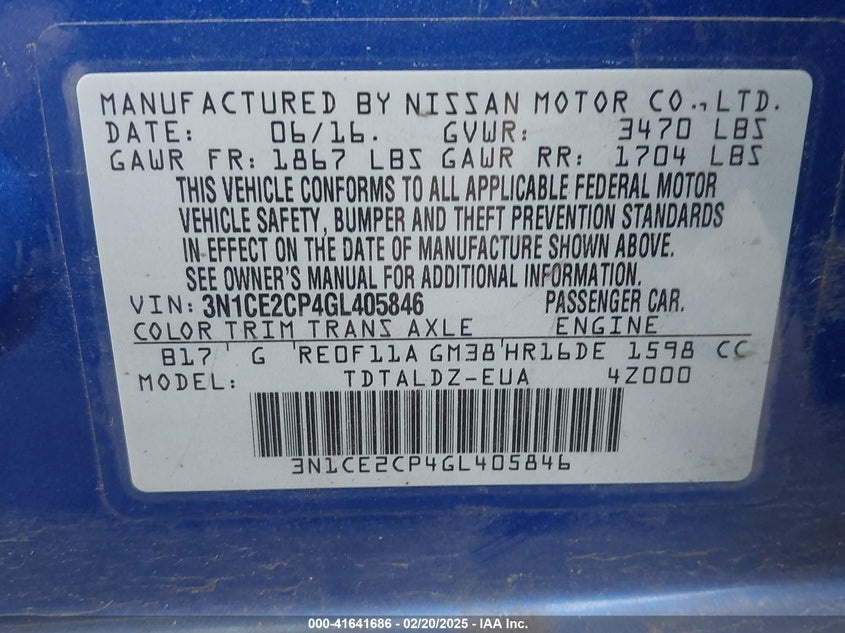 MANUFACTURED BY NISSAN MOTOR CO., LTD.
DATE: 06/16. GVWR: 3470 LBS
GAWR FR: 1867 LBS GAWR RR: 1704 LBS
THIS VEHICLE CONFORMS TO ALL APPLICABLE FEDERAL MOTOR
VEHICLE SAFETY, BUMPER AND THEFT PREVENTION STANDARDS
IN EFFECT ON THE DATE OF MANUFACTURE SHOWN ABOVE.
SEE OWNER'S MANUAL FOR ADDITIONAL INFORMATION.
VIN: 3N1CE2CP4GL405846 PASSENGER CAR.
COLOR TRIM TRANS AXLE ENGINE
B17 G RE0F11A GM38 HR16DE 1598 CC
MODEL: TDTALDZ-EUA 4Z000
3N1CE2CP4GL405846
000-41641686 - 02/20/2025 - IAA Inc.